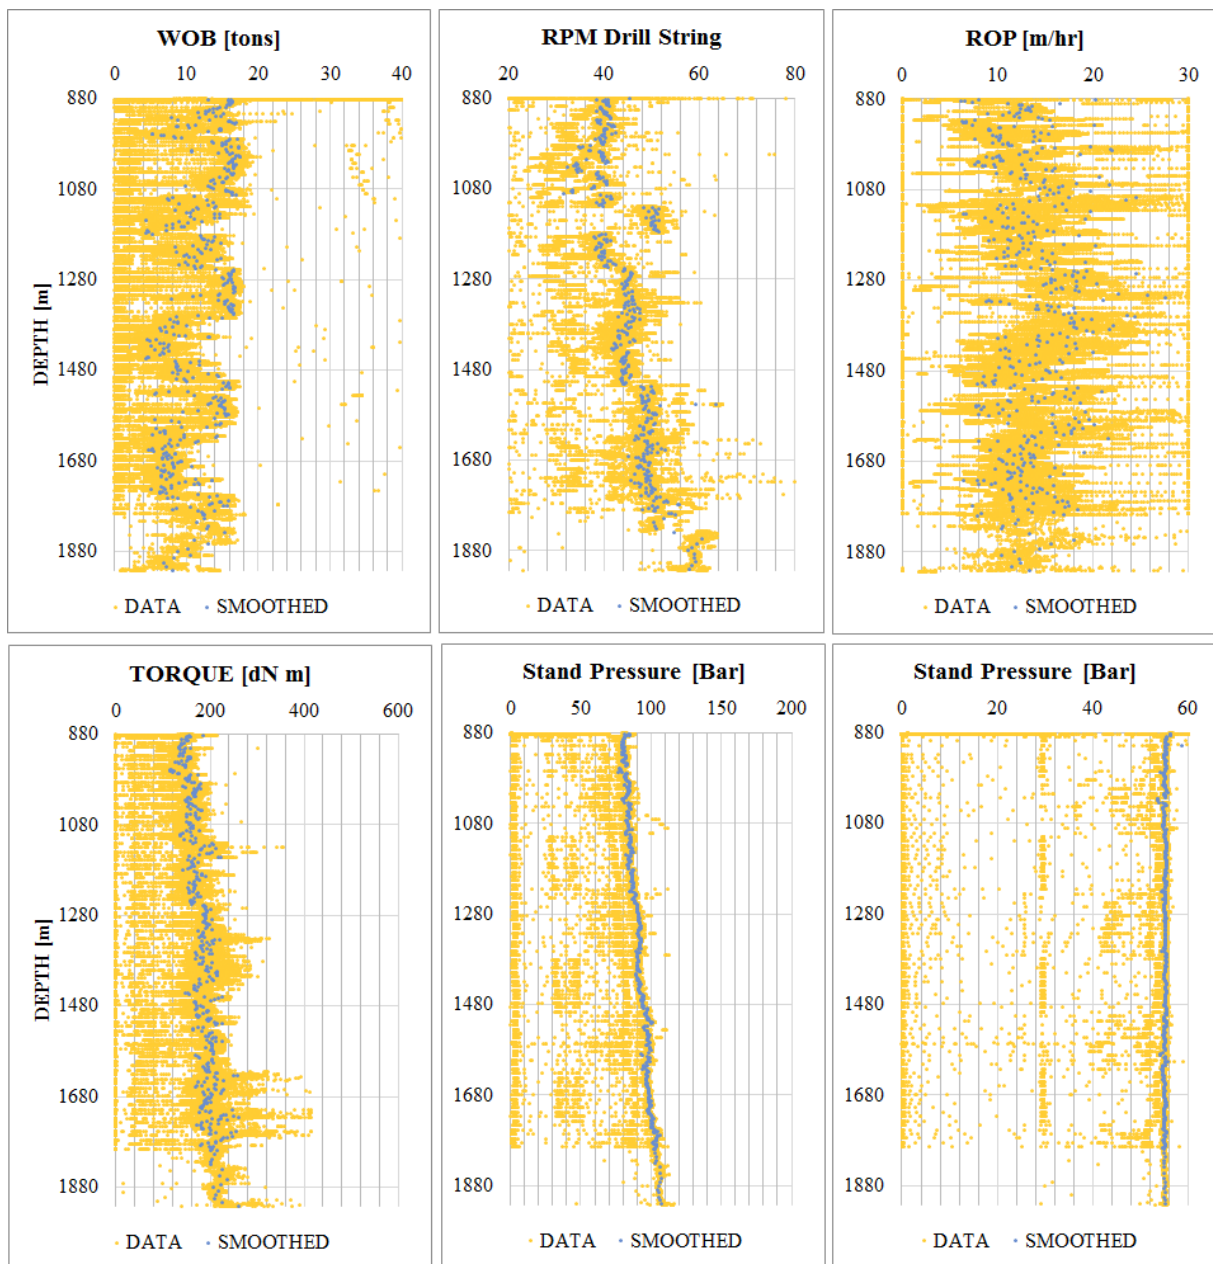 WOB [tons]
0 10 20 30 40
880
1080
1280
1480
1680
1880
DEPTH [m]
DATA SMOOTHED
RPM Drill String
20 40 60 80
880
1080
1280
1480
1680
1880
DATA SMOOTHED
ROP [m/hr]
0 10 20 30
880
1080
1280
1480
1680
1880
DATA SMOOTHED
TORQUE [dN m]
0 200 400 600
880
1080
1280
1480
1680
1880
DEPTH [m]
DATA SMOOTHED
Stand Pressure [Bar]
0 50 100 150 200
880
1080
1280
1480
1680
1880
DATA SMOOTHED
Stand Pressure [Bar]
0 20 40 60
880
1080
1280
1480
1680
1880
DATA SMOOTHED